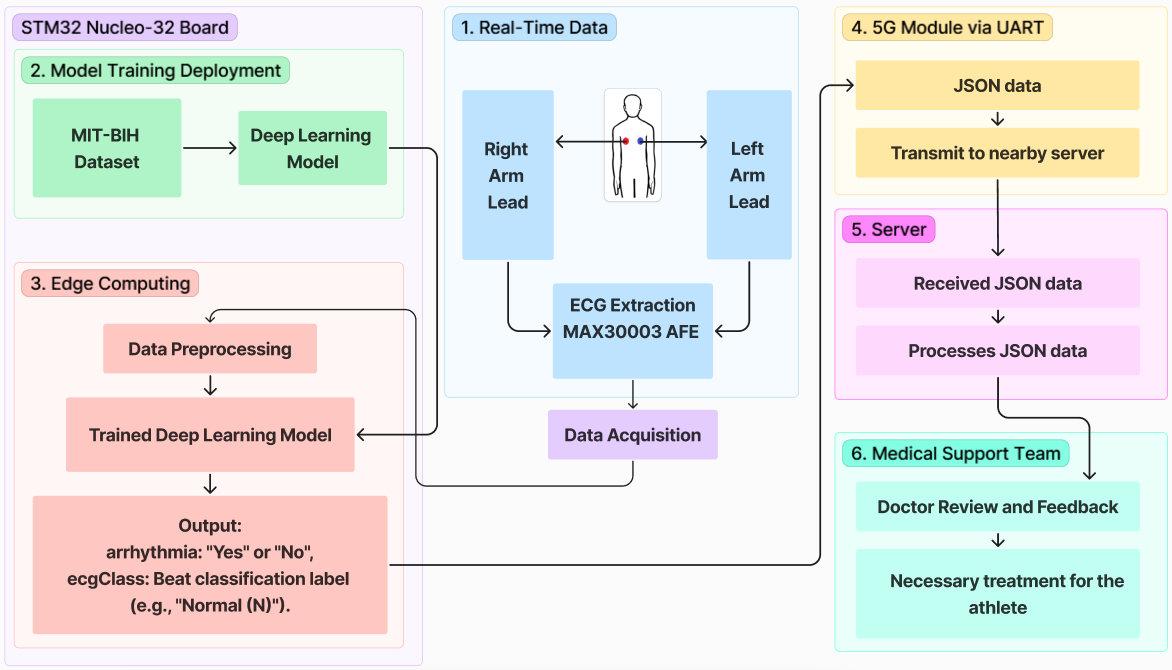 STM32 Nucleo-32 Board
2. Model Training Deployment
MIT-BIH
Dataset
Deep Learning
Model
3. Edge Computing
Data Preprocessing
Trained Deep Learning Model
Output:
arrhythmia: "Yes" or "No",
ecgClass: Beat classification label
(e.g., "Normal (N)").
1. Real-Time Data
Right
Arm
Lead
Left
Arm
Lead
ECG Extraction
MAX30003 AFE
Data Acquisition
4. 5G Module via UART
JSON data
Transmit to nearby server
5. Server
Received JSON data
Processes JSON data
6. Medical Support Team
Doctor Review and Feedback
Necessary treatment for the
athlete